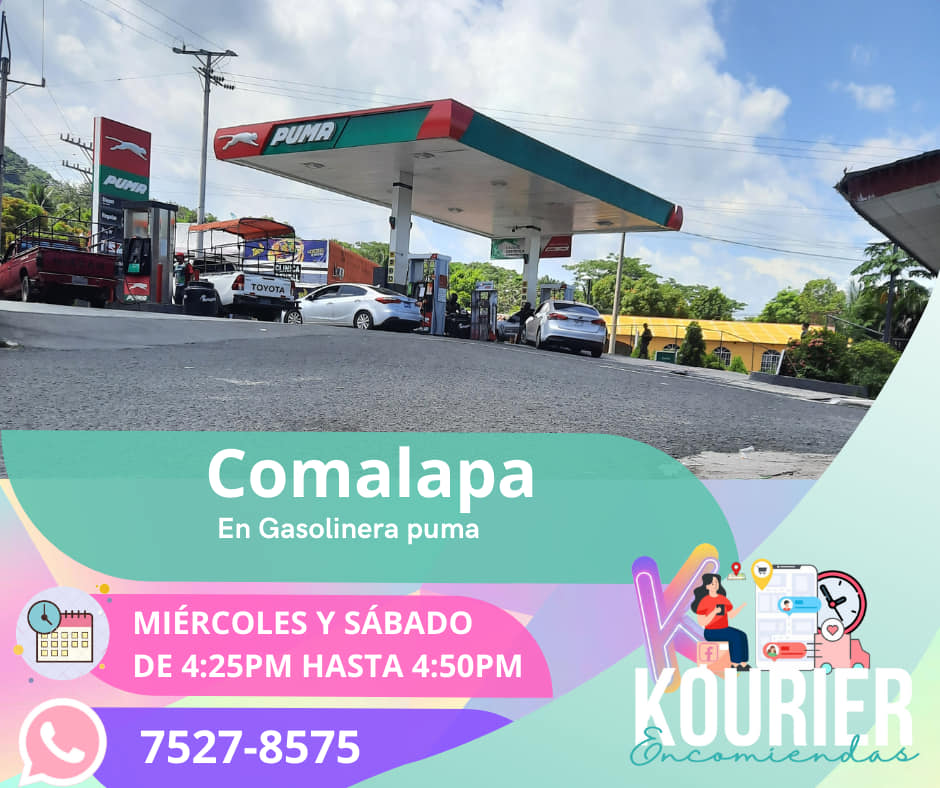 PUMA
PUMA
TOYOTA
Comalapa
En Gasolinera puma
MIÉRCOLES Y SÁBADO
DE 4:25PM HASTA 4:50PM
7527-8575
KOURIER
Encomiendas